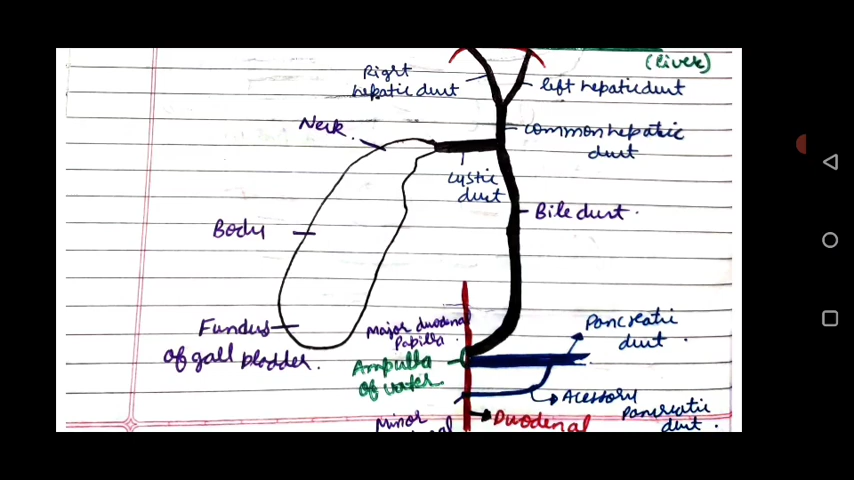 (liver)
Right
hepatic duct
left hepatic duct
Neck
common hepatic
duct
cystic
duct
Bile duct
Body
Major duodenal
Papilla
Pancreatic
duct
Fundus
of gall bladder
Ampulla
of vater
Acessory
Pancreatic
duct
Minor
Duodenal